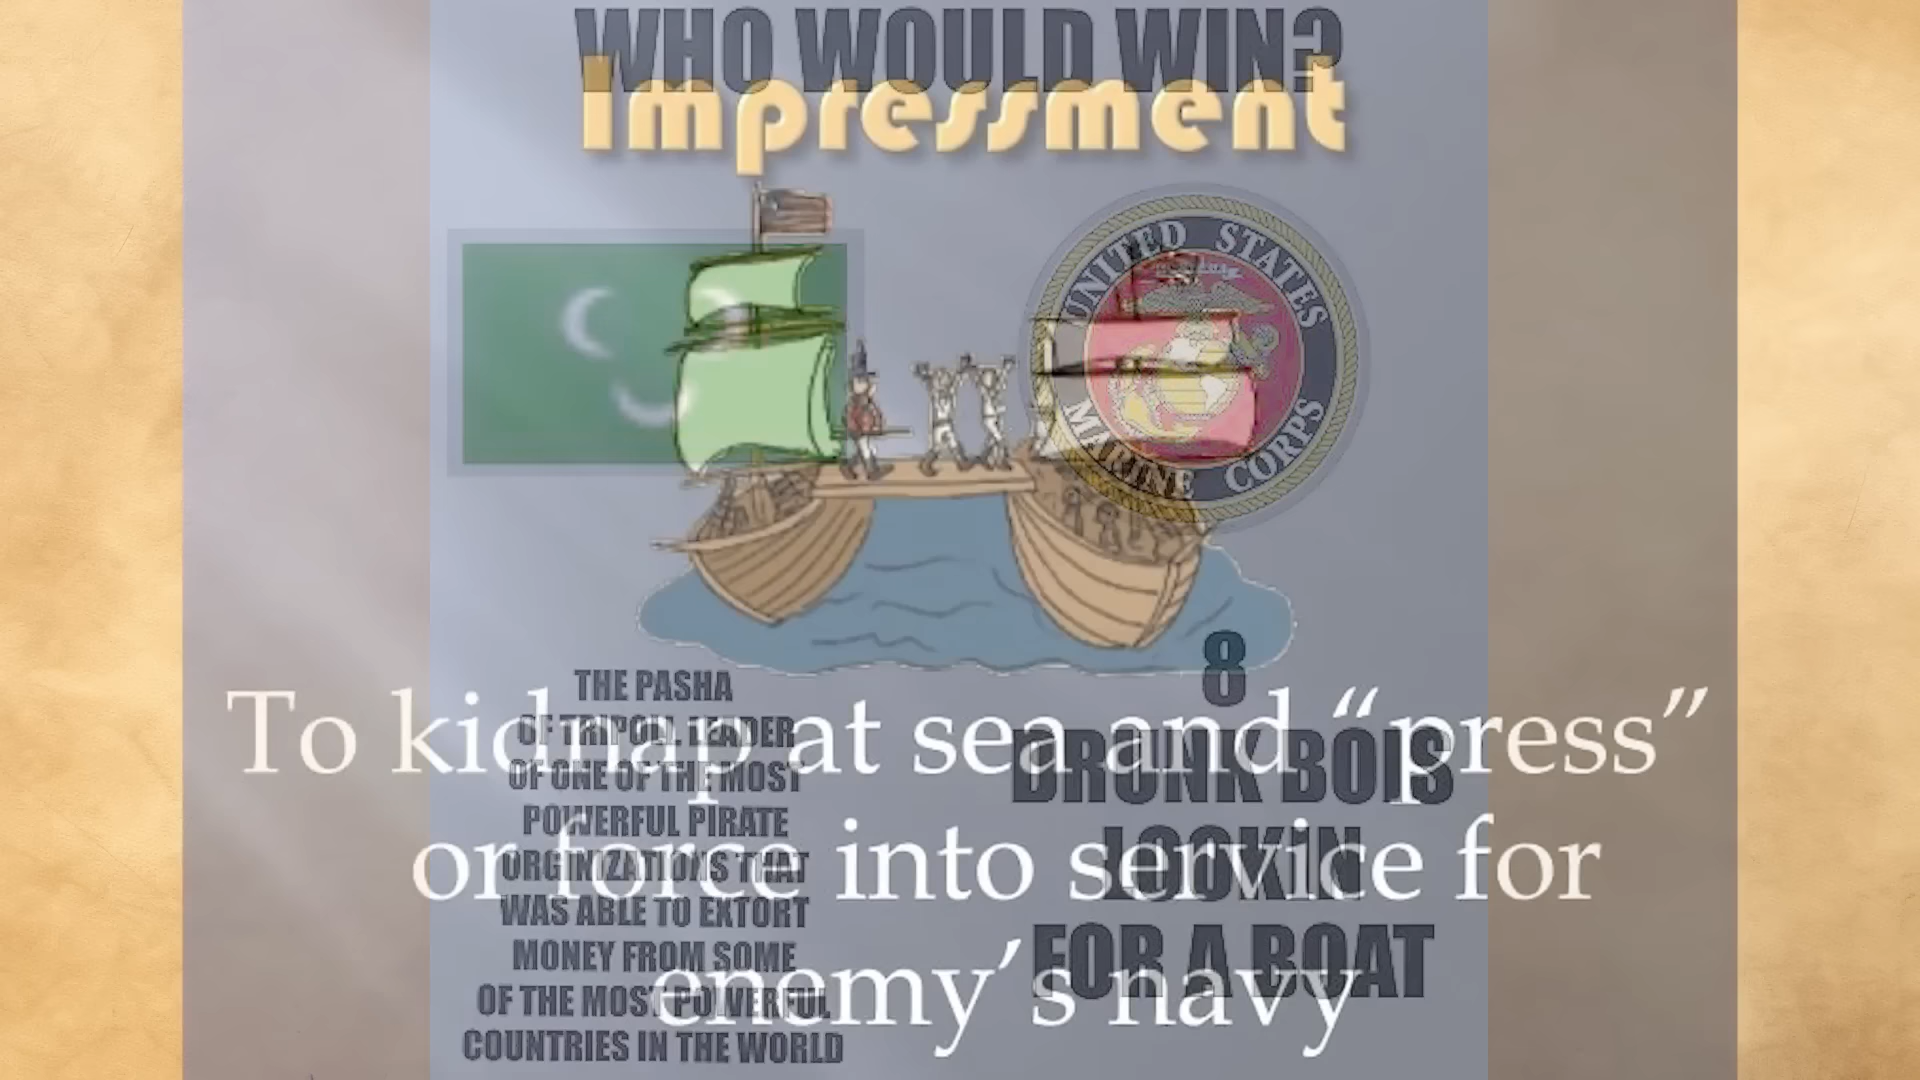 WHO WOULD WIN?
Impressment
UNITED STATES
MARINE CORPS
THE PASHA
OF TRIPOLI, LEADER
OF ONE OF THE MOST
POWERFUL PIRATE
ORGINIZATIONS THAT
WAS ABLE TO EXTORT
MONEY FROM SOME
OF THE MOST POWERFUL
COUNTRIES IN THE WORLD
8
DRUNK BOIS
LOOKIN
FOR A BOAT
To kidnap at sea and “press”
or force into service for
enemy´s navy